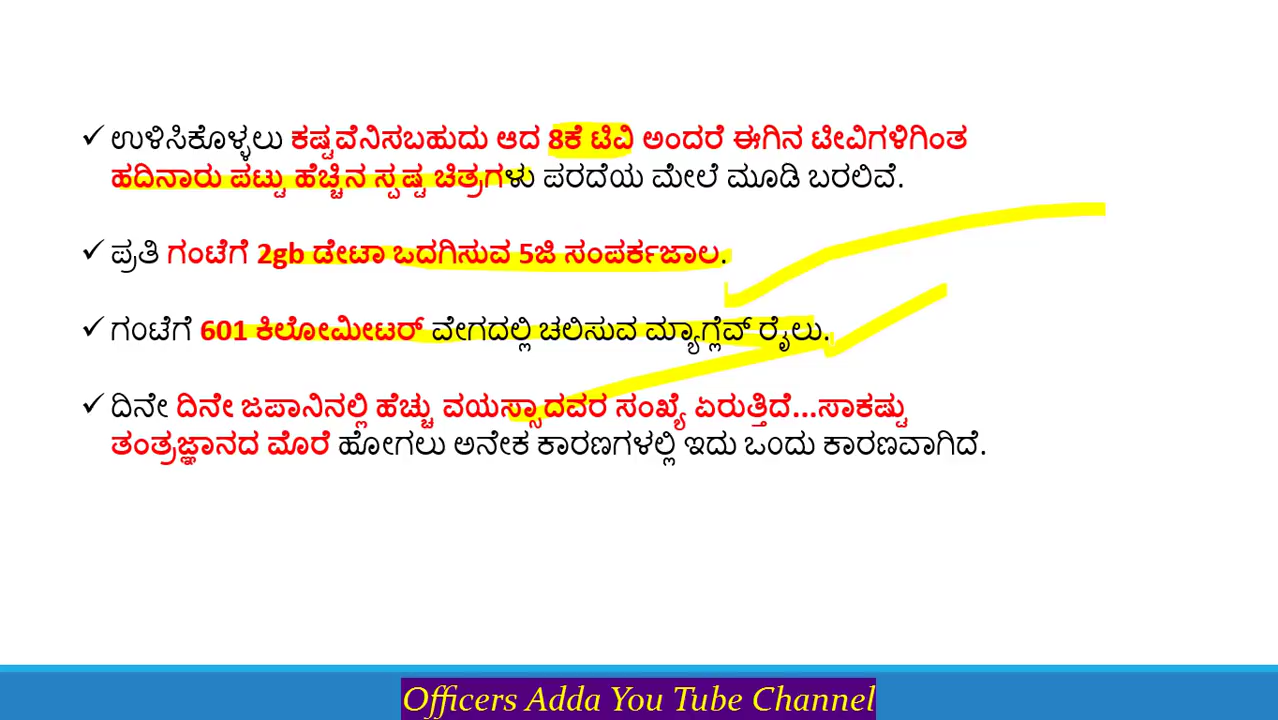 ✓ ಉಳಿಸಿಕೊಳ್ಳಲು ಕಷ್ಟವೆನಿಸಬಹುದು ಆದ 8ಕೆ ಟಿವಿ ಅಂದರೆ ಈಗಿನ ಟೀವಿಗಳಿಗಿಂತ
ಹದಿನಾರು ಪಟ್ಟು ಹೆಚ್ಚಿನ ಸ್ಪಷ್ಟ ಚಿತ್ರಗಳು ಪರದೆಯ ಮೇಲೆ ಮೂಡಿ ಬರಲಿವೆ.
✓ ಪ್ರತಿ ಗಂಟೆಗೆ 2gb ಡೇಟಾ ಒದಗಿಸುವ 5ಜಿ ಸಂಪರ್ಕಜಾಲ.
✓ ಗಂಟೆಗೆ 601 ಕಿಲೋಮೀಟರ್ ವೇಗದಲ್ಲಿ ಚಲಿಸುವ ಮ್ಯಾಗ್ಲೆವ್ ರೈಲು.
✓ ದಿನೇ ದಿನೇ ಜಪಾನಿನಲ್ಲಿ ಹೆಚ್ಚು ವಯಸ್ಸಾದವರ ಸಂಖ್ಯೆ ಏರುತ್ತಿದೆ...ಸಾಕಷ್ಟು
ತಂತ್ರಜ್ಞಾನದ ಮೊರೆ ಹೋಗಲು ಅನೇಕ ಕಾರಣಗಳಲ್ಲಿ ಇದು ಒಂದು ಕಾರಣವಾಗಿದೆ.
Officers Adda You Tube Channel